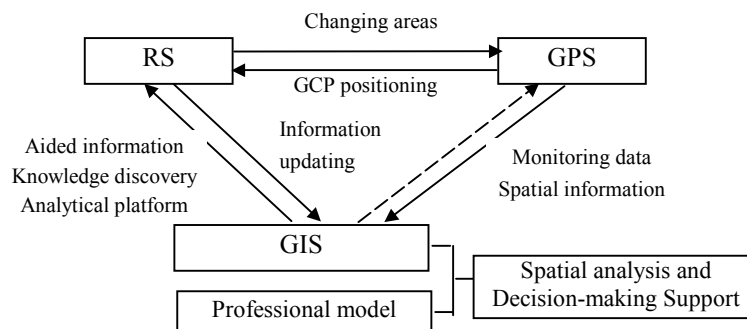 Changing areas
RS
GPS
GCP positioning
Aided information
Knowledge discovery
Analytical platform
Information
updating
Monitoring data
Spatial information
GIS
Spatial analysis and
Decision-making Support
Professional model